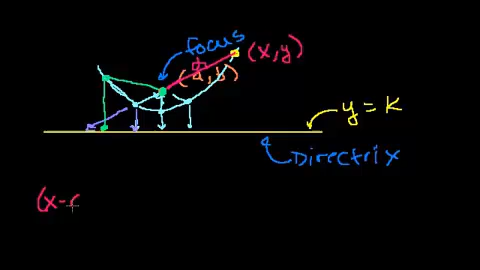 focus
(x,y)
(a,b)
y = K
Directrix
(x-